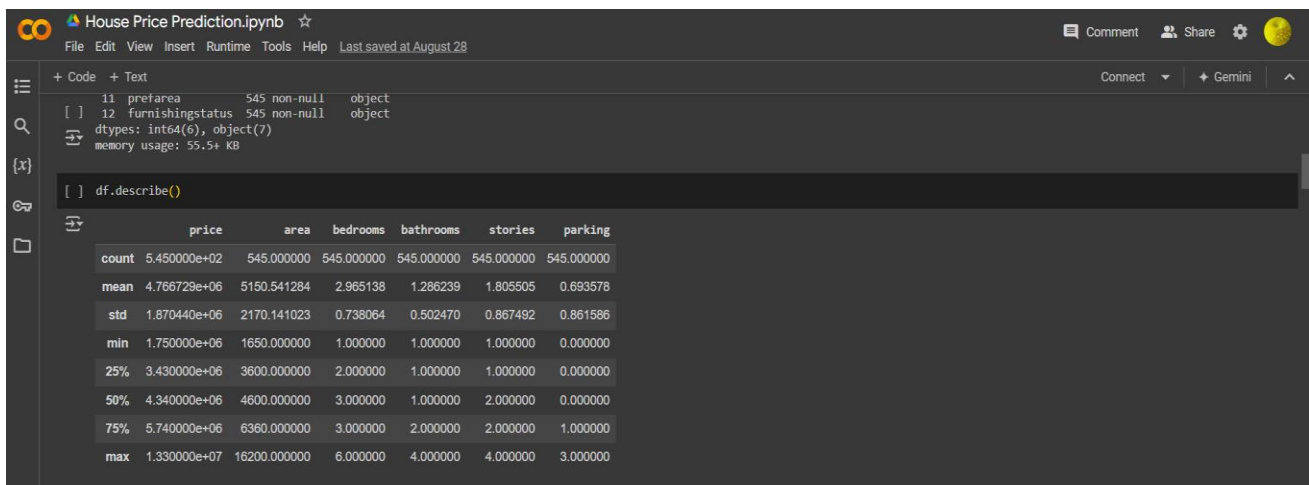 CO House Price Prediction.ipynb ☆
File Edit View Insert Runtime Tools Help Last saved at August 28
Comment Share
+ Code + Text
Connect Gemini
11 prefarea 545 non-null object
[ ] 12 furnishingstatus 545 non-null object
dtypes: int64(6), object(7)
memory usage: 55.5+ KB
{x}
[ ] df.describe()
price area bedrooms bathrooms stories parking
count 5.450000e+02 545.000000 545.000000 545.000000 545.000000 545.000000
mean 4.766729e+06 5150.541284 2.965138 1.286239 1.805505 0.693578
std 1.870440e+06 2170.141023 0.738064 0.502470 0.867492 0.861586
min 1.750000e+06 1650.000000 1.000000 1.000000 1.000000 0.000000
25% 3.430000e+06 3600.000000 2.000000 1.000000 1.000000 0.000000
50% 4.340000e+06 4600.000000 3.000000 1.000000 2.000000 0.000000
75% 5.740000e+06 6360.000000 3.000000 2.000000 2.000000 1.000000
max 1.330000e+07 16200.000000 6.000000 4.000000 4.000000 3.000000